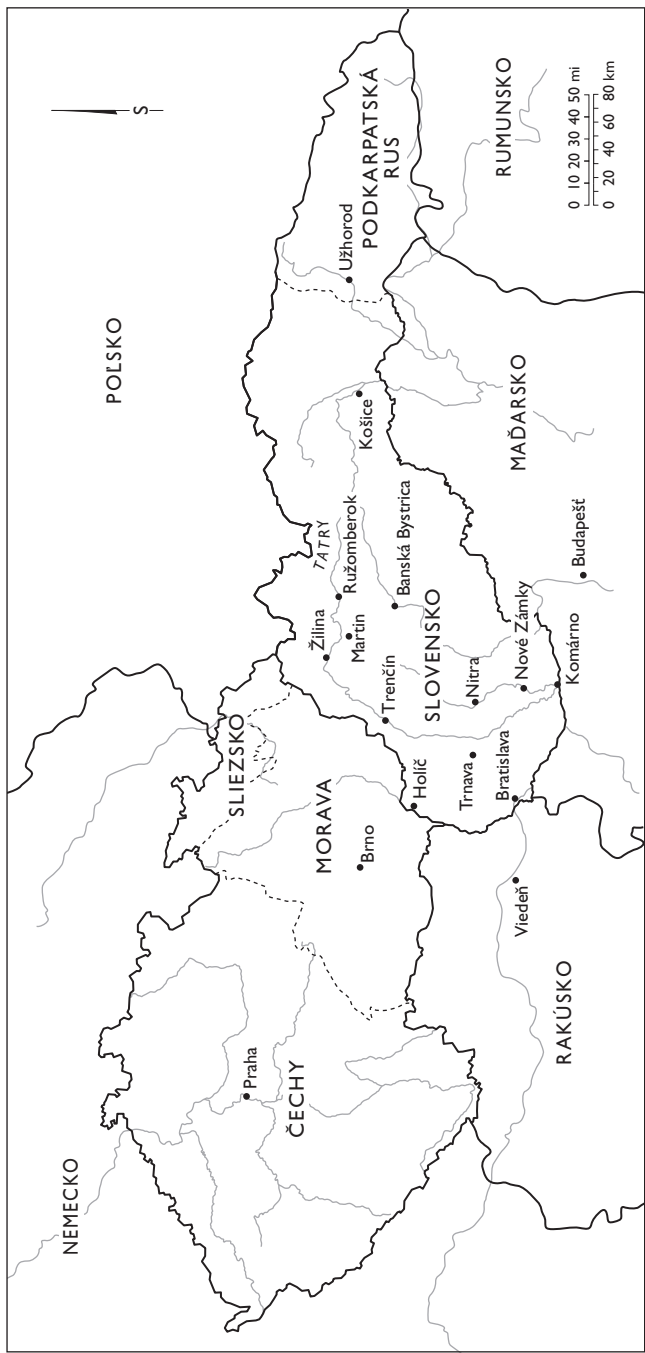 NEMECKO
POĽSKO
S
SLIEZSKO
Praha
ČECHY
MORAVA
Brno
Žilina
TATRY
Ružomberok
Martin
Trenčín
Banská Bystrica
Košice
Užhorod
PODKARPATSKÁ
RUS
Holíč
SLOVENSKO
Trnava
Nitra
Bratislava
Nové Zámky
Komárno
Viedeň
RAKÚSKO
Budapešť
MAĎARSKO
RUMUNSKO
0 10 20 30 40 50 mi
0 20 40 60 80 km